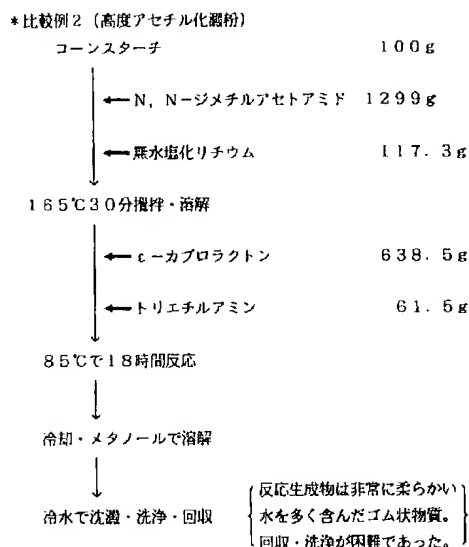 *比較例2(高度アセチル化澱粉)
コーンスターチ 100g
N,N-ジメチルアセトアミド 1299g
無水塩化リチウム 117.3g
165℃30分攪拌・溶解
ε-カプロラクトン 638.5g
トリエチルアミン 61.5g
85℃で18時間反応
冷却・メタノールで溶解
冷水で沈澱・洗浄・回収
反応生成物は非常に柔らかい
水を多く含んだゴム状物質。
回収・洗浄が困難であった。